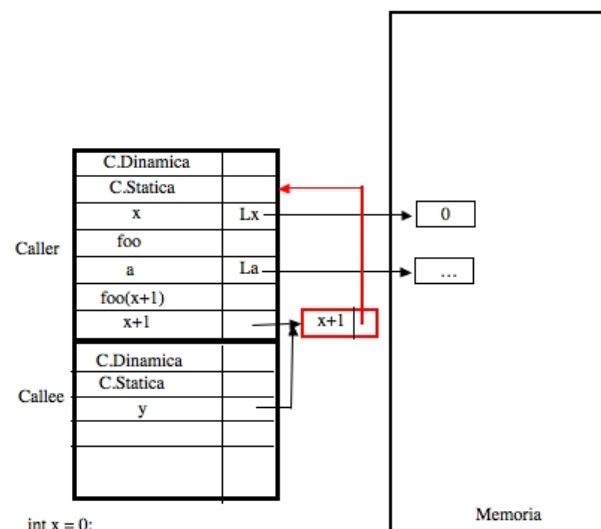 C.Dinamica
C.Statica
x Lx 0
foo
Caller
a La ...
foo(x+1)
x+1 x+1
C.Dinamica
C.Statica
Callee
y
int x = 0;
Memoria